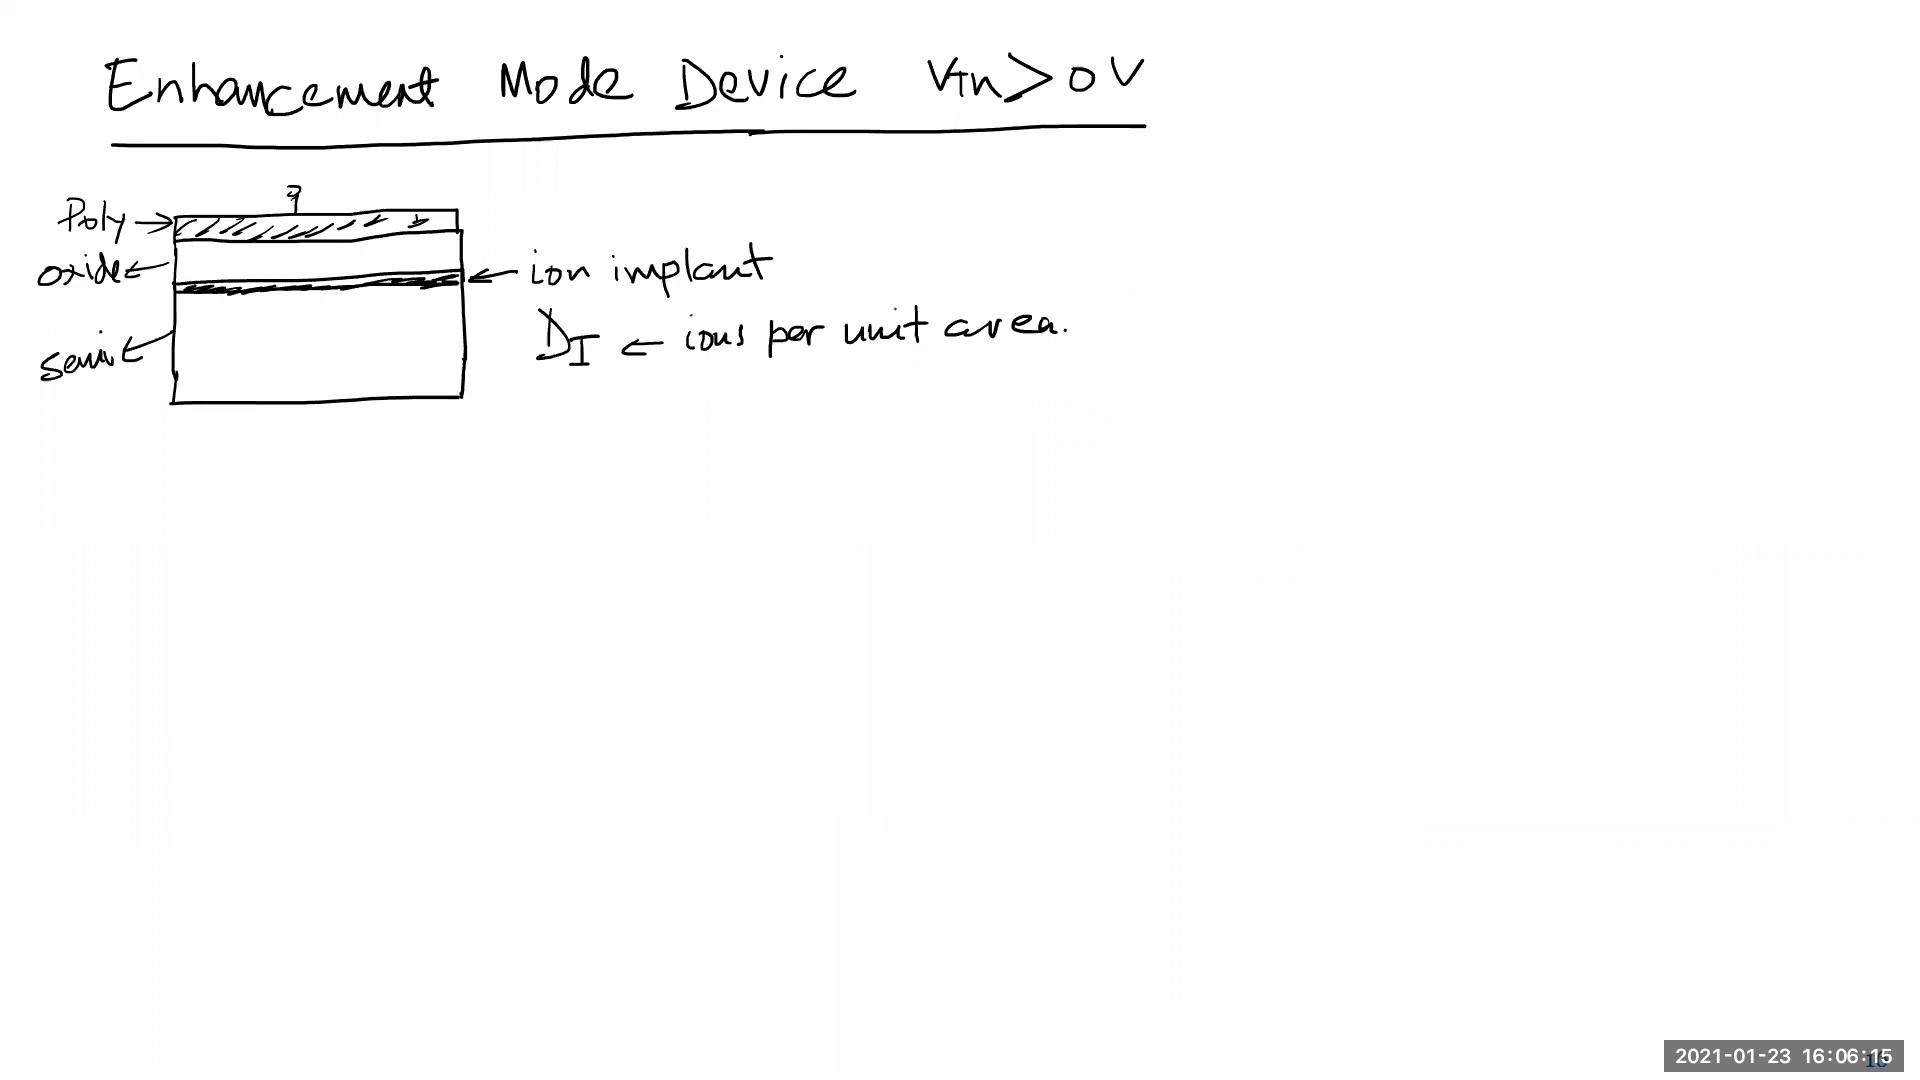 Enhancement Mode Device VTn > 0 V
Poly →
oxide ←
semi ←
← ion implant
DI ← ions per unit area.
2021-01-23 16:06:15